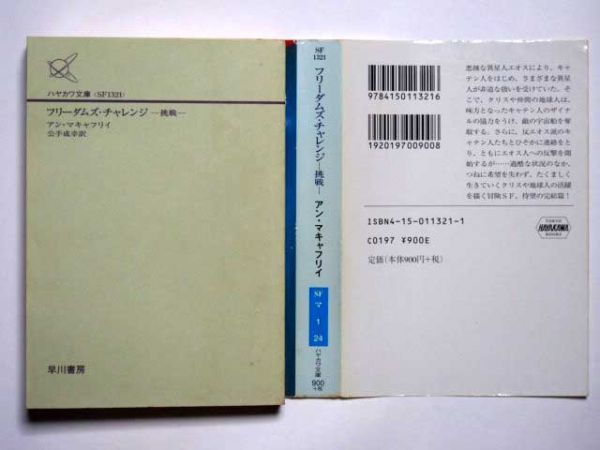 ハヤカワ文庫〈SF1321〉
フリーダムズ・チャレンジ ―挑戦―
アン・マキャフリイ
公手成幸訳
早川書房
SF
1321
フリーダムズ・チャレンジ―挑戦― アン・マキャフリイ
SF
マ
1
24
ハヤカワ文庫
900
+税
9784150113216
1920197009008
悪辣な異星人エオスにより、キャ
テン人をはじめ、さまざまな異星人
が非道な扱いを受けていた。そ
こで、クリスや仲間の地球人は、
味方となったキャテン人のザイナ
ルの協力をうけ、敵の宇宙船を奪
取する。さらに、反エオス派のキ
ャテン人たちとひそかに連絡をと
り、ともにエオス人への反撃を開
始するが……過酷な状況のなか、
つねに希望を失わず、たくましく
生きていくクリスや地球人の活躍
を描く冒険SF、待望の完結篇!
ISBN4-15-011321-1
C0197 ¥900E
定価(本体900円+税)
HAYAKAWA